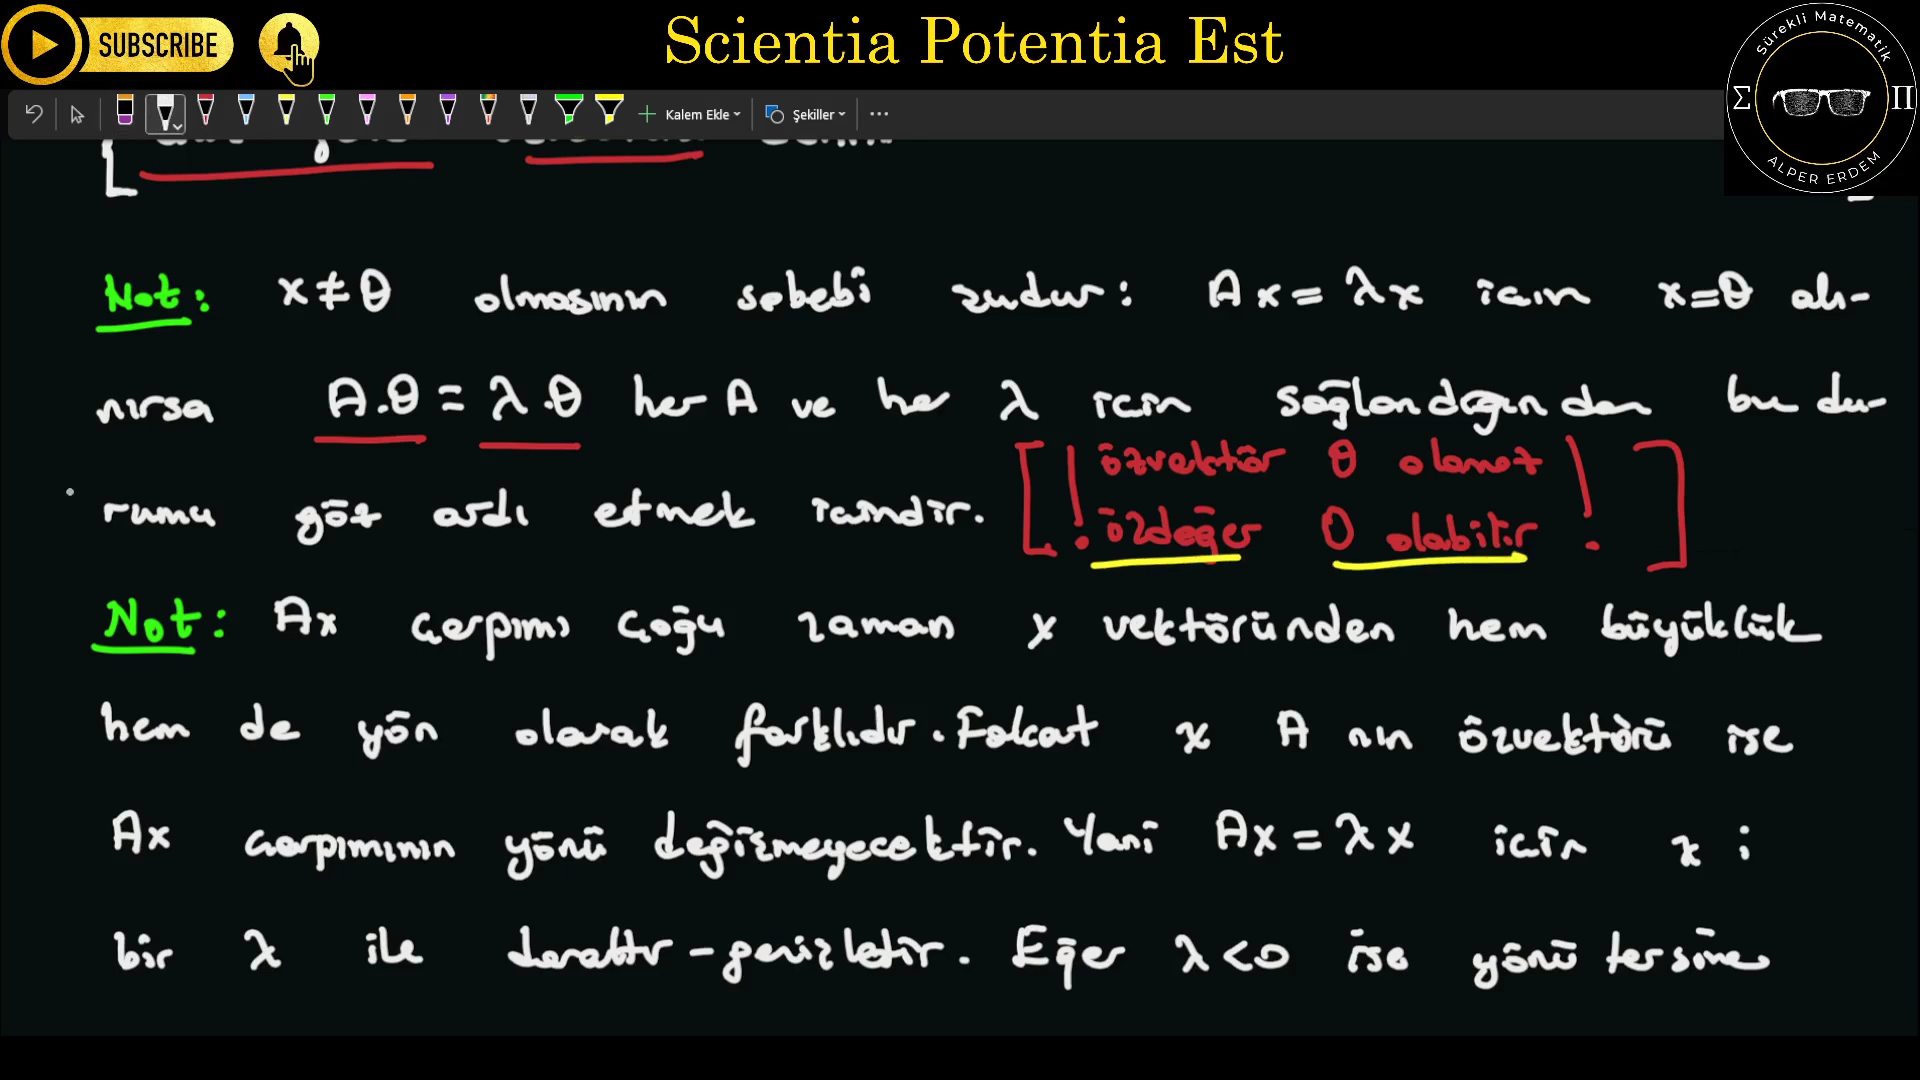 SUBSCRIBE
Scientia Potentia Est
Sürekli Matematik
Σ Π
ALPER ERDEM
Kalem Ekle Şekiller ...
Not: x≠θ olmasının sebebi şudur: Ax=λx için x=θ alı-
nırsa A.θ = λ.θ her A ve her λ için sağlandığından bu du-
rumu göz ardı etmek içindir.
[! özvektör θ olamaz
özdeğer 0 olabilir !]
Not: Ax çarpımı çoğu zaman x vektöründen hem büyüklük
hem de yön olarak farklıdır. Fakat x A nın özvektörü ise
Ax çarpımının yönü değişmeyecektir. Yani Ax=λx için x i
bir λ ile daraltır-genişletir. Eğer λ<0 ise yönü tersine